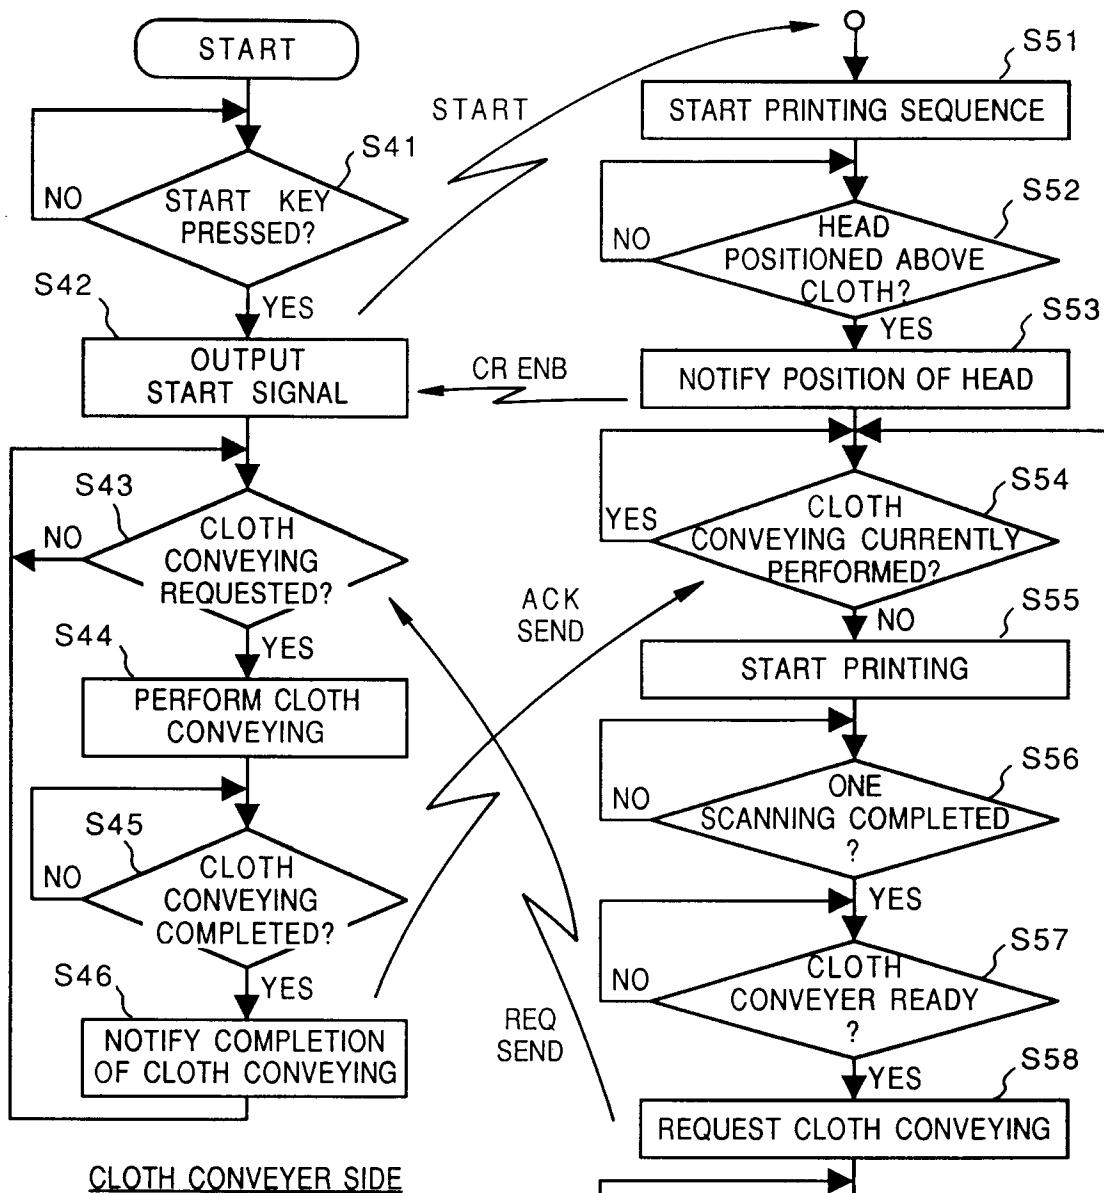 START
S41
START KEY
PRESSED?
NO
YES
S42
OUTPUT
START SIGNAL
S43
CLOTH
CONVEYING
REQUESTED?
NO
YES
S44
PERFORM CLOTH
CONVEYING
S45
CLOTH
CONVEYING
COMPLETED?
NO
YES
S46
NOTIFY COMPLETION
OF CLOTH CONVEYING
CLOTH CONVEYER SIDE
START
CR ENB
ACK
SEND
REQ
SEND
S51
START PRINTING SEQUENCE
S52
HEAD
POSITIONED ABOVE
CLOTH?
NO
YES
S53
NOTIFY POSITION OF HEAD
S54
CLOTH
CONVEYING CURRENTLY
PERFORMED?
YES
NO
S55
START PRINTING
S56
ONE
SCANNING COMPLETED
?
NO
YES
S57
CLOTH
CONVEYER READY
?
NO
YES
S58
REQUEST CLOTH CONVEYING